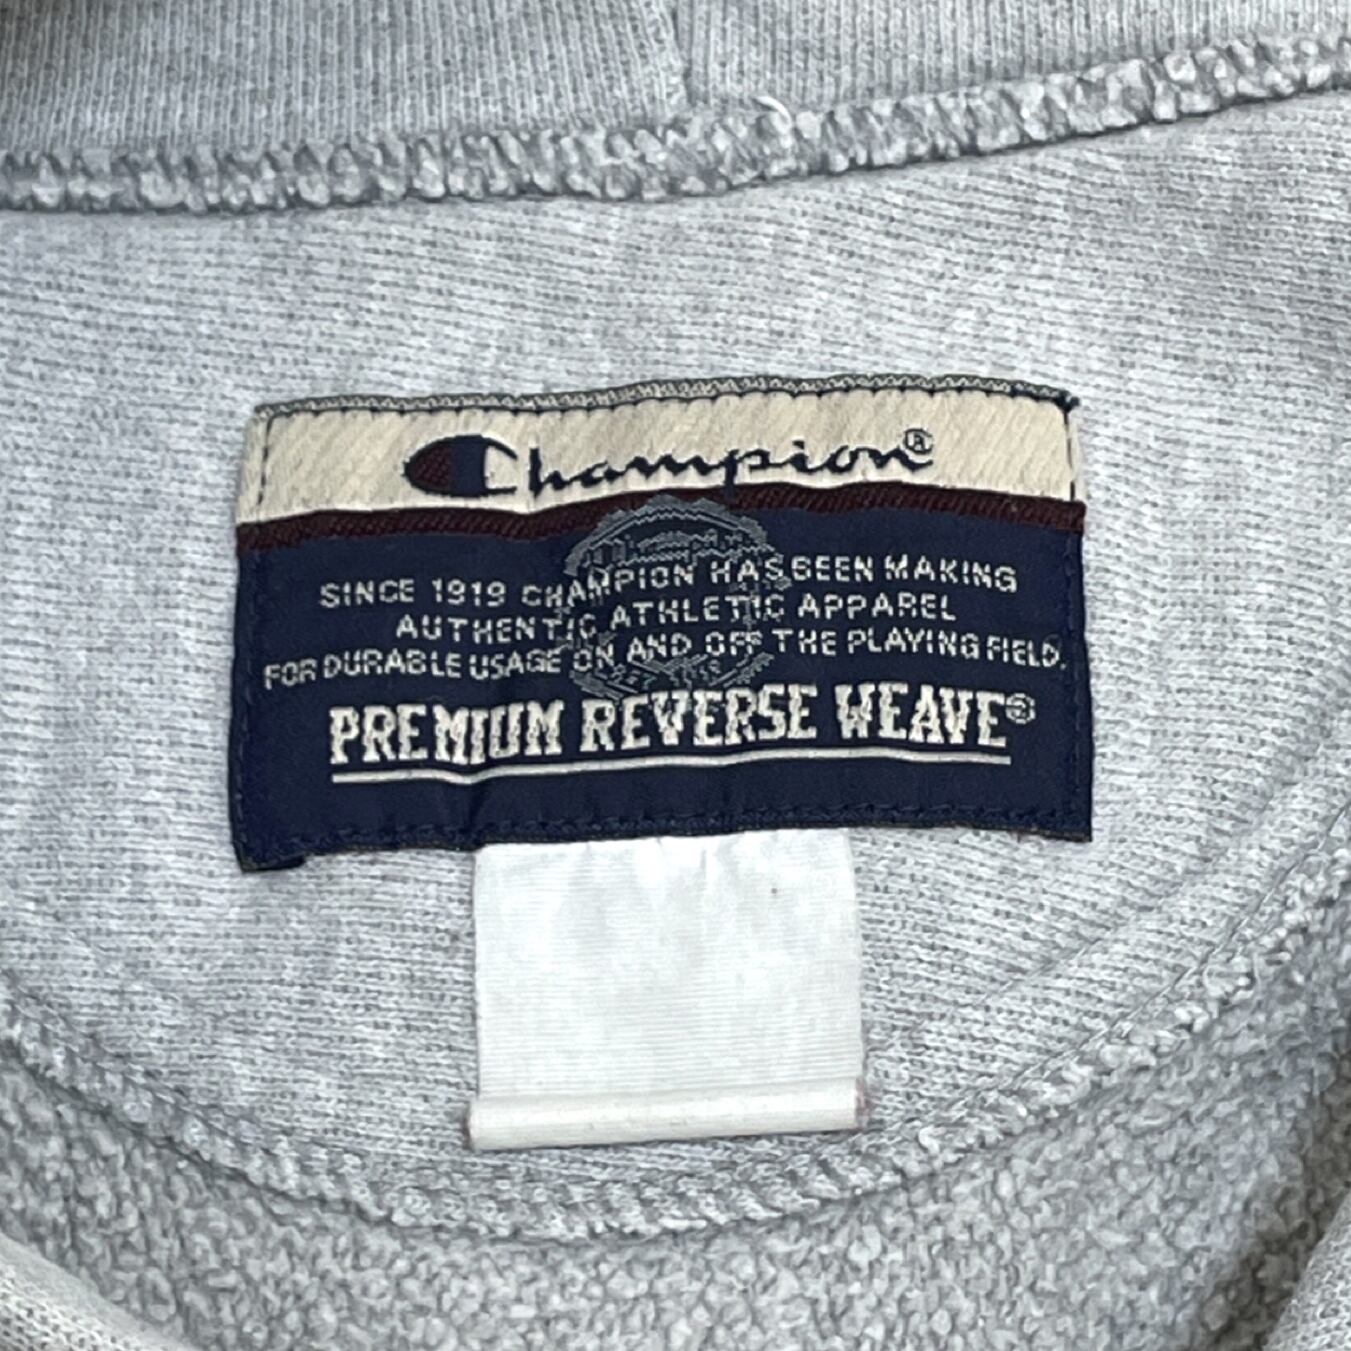 Champion®
SINCE 1919 CHAMPION HAS BEEN MAKING
AUTHENTIC ATHLETIC APPAREL
FOR DURABLE USAGE ON AND OFF THE PLAYING FIELD.
PREMIUM REVERSE WEAVE®